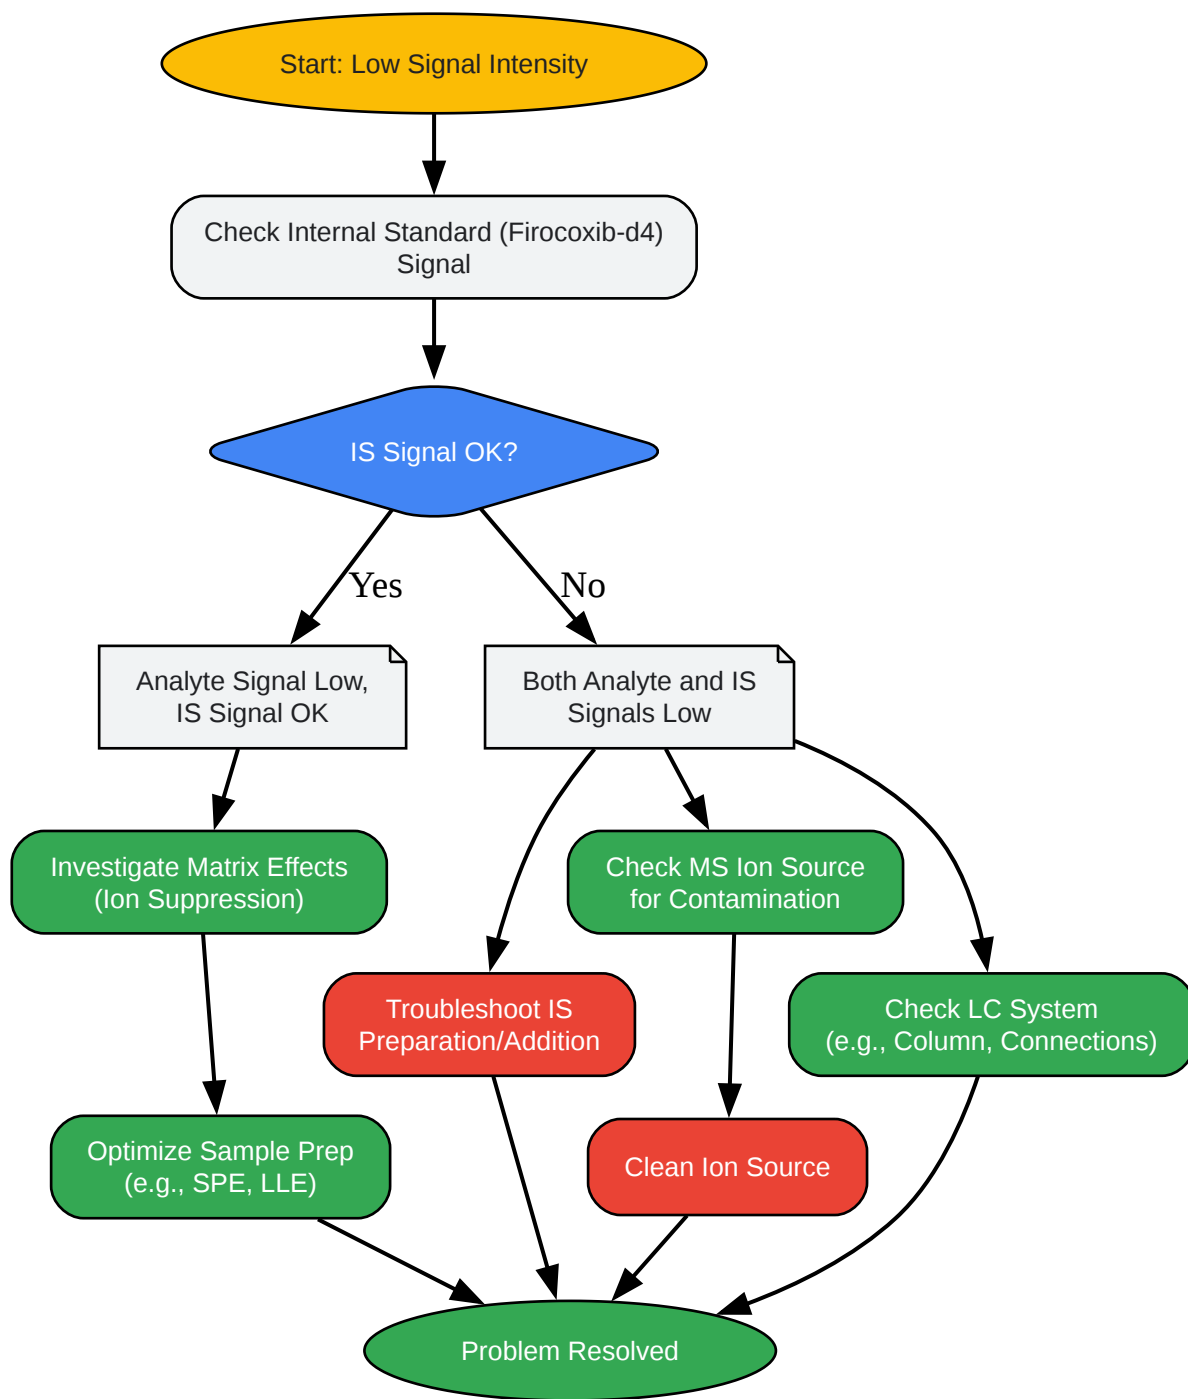 Start: Low Signal Intensity
Check Internal Standard (Firocoxib-d4)
Signal
IS Signal OK?
Yes
No
Analyte Signal Low,
IS Signal OK
Both Analyte and IS
Signals Low
Investigate Matrix Effects
(Ion Suppression)
Check MS Ion Source
for Contamination
Troubleshoot IS
Preparation/Addition
Check LC System
(e.g., Column, Connections)
Optimize Sample Prep
(e.g., SPE, LLE)
Clean Ion Source
Problem Resolved